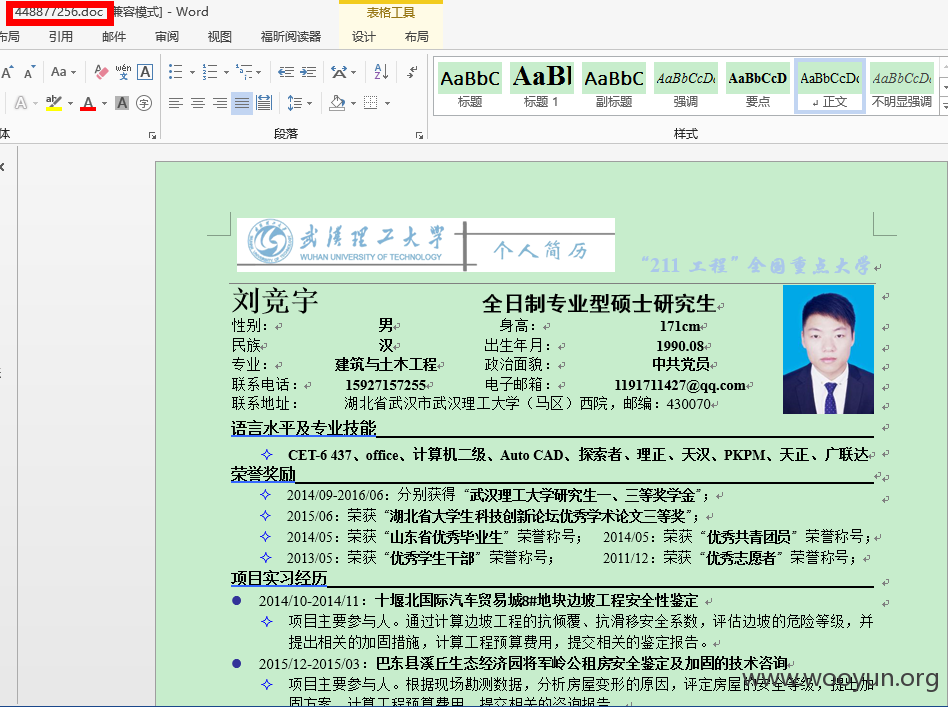 448877256.doc [兼容模式] - Word
表格工具
布局 引用 邮件 审阅 视图 福昕阅读器 设计 布局
AaBbC AaBl AaBbC AaBbCcDc AaBbCcD AaBbCcDc AaBbCcDc
标题 标题 1 副标题 强调 要点 正文 不明显强调
体 段落 样式
武汉理工大学 个人简历
WUHAN UNIVERSITY OF TECHNOLOGY
“211 工程”全国重点大学
刘竞宇 全日制专业型硕士研究生
性别： 男 身高： 171cm
民族 汉 出生年月： 1990.08
专业： 建筑与土木工程 政治面貌： 中共党员
联系电话： 15927157255 电子邮箱： 1191711427@qq.com
联系地址： 湖北省武汉市武汉理工大学（马区）西院，邮编：430070
语言水平及专业技能
CET-6 437、office、计算机二级、Auto CAD、探索者、理正、天汉、PKPM、天正、广联达
荣誉奖励
2014/09-2016/06：分别获得“武汉理工大学研究生一、三等奖学金”；
2015/06：荣获“湖北省大学生科技创新论坛优秀学术论文三等奖”；
2014/05：荣获“山东省优秀毕业生”荣誉称号； 2014/05：荣获“优秀共青团员”荣誉称号；
2013/05：荣获“优秀学生干部”荣誉称号； 2011/12：荣获“优秀志愿者”荣誉称号；
项目实习经历
2014/10-2014/11：十堰北国际汽车贸易城8#地块边坡工程安全性鉴定
项目主要参与人。通过计算边坡工程的抗倾覆、抗滑移安全系数，评估边坡的危险等级，并
提出相关的加固措施，计算工程预算费用，提交相关的鉴定报告。
2015/12-2015/03：巴东县溪丘生态经济园将军岭公租房安全鉴定及加固的技术咨询
项目主要参与人。根据现场勘测数据，分析房屋变形的原因，评定房屋的安全等级，提出加
固方案，计算工程预算费用，提交相关的咨询报告。
www.wooyun.org